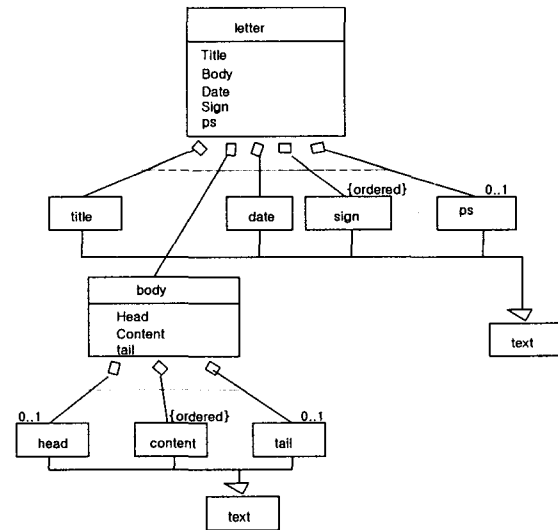 letter
Title
Body
Date
Sign
ps
{ordered}
0..1
title
date
sign
ps
body
Head
Content
tail
text
0..1
{ordered}
0..1
head
content
tail
text